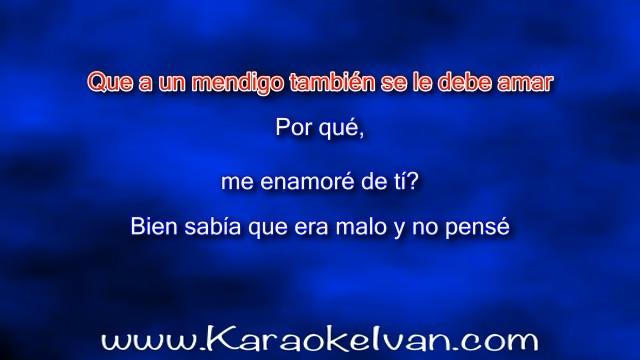 Que a un mendigo también se le debe amar
Por qué,
me enamoré de tí?
Bien sabía que era malo y no pensé
www.KaraokeIvan.com